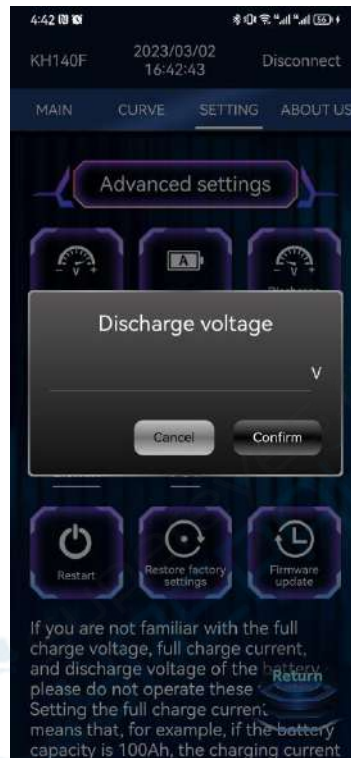 4:42
55
KH140F
2023/03/02
16:42:43
Disconnect
MAIN CURVE SETTING ABOUT US
Advanced settings
V
A
V
Discharge voltage
V
Cancel Confirm
Restart
Restore factory
settings
Firmware
update
If you are not familiar with the full
charge voltage, full charge current,
and discharge voltage of the battery,
please do not operate these
Return
Setting the full charge current
means that, for example, if the battery
capacity is 100Ah, the charging current